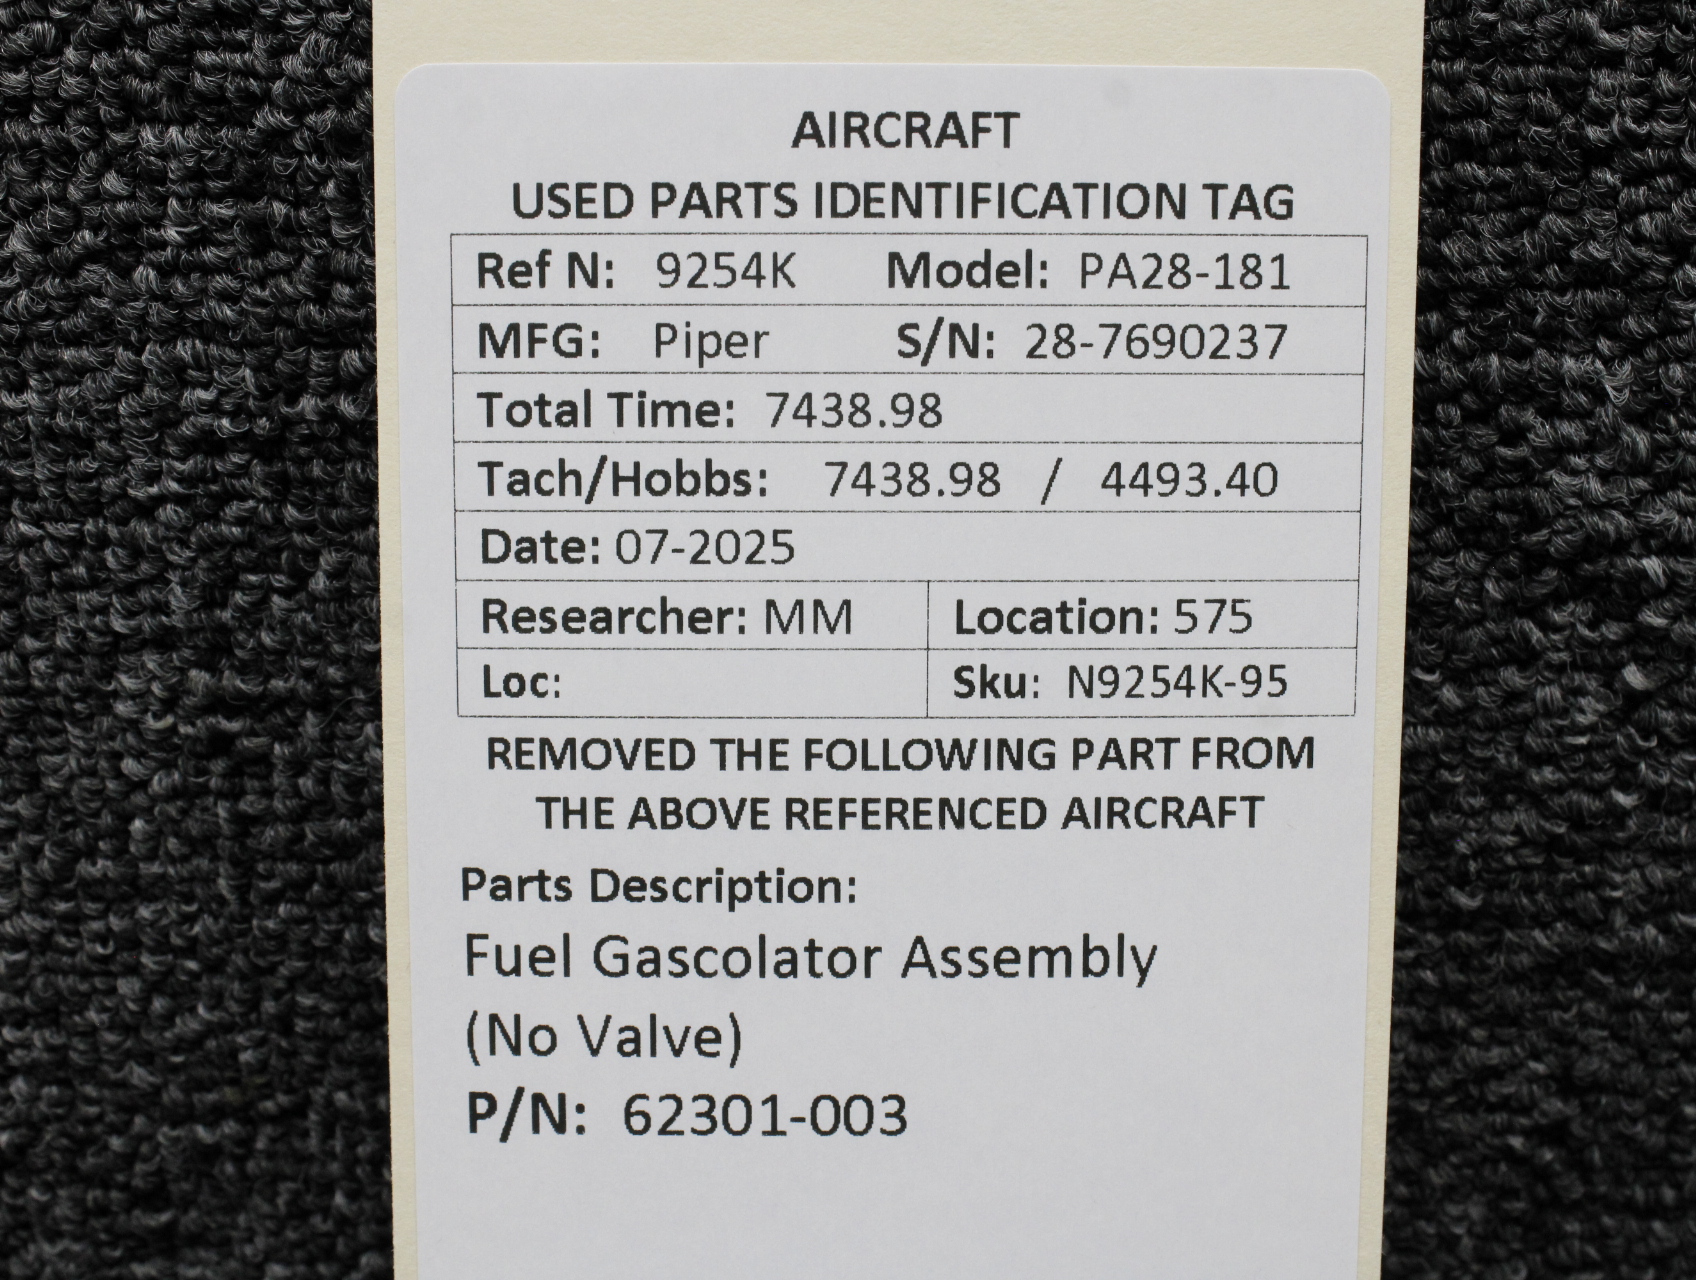 AIRCRAFT
USED PARTS IDENTIFICATION TAG
Ref N: 9254K Model: PA28-181
MFG: Piper S/N: 28-7690237
Total Time: 7438.98
Tach/Hobbs: 7438.98 / 4493.40
Date: 07-2025
Researcher: MM Location: 575
Loc: Sku: N9254K-95
REMOVED THE FOLLOWING PART FROM
THE ABOVE REFERENCED AIRCRAFT
Parts Description:
Fuel Gascolator Assembly
(No Valve)
P/N: 62301-003